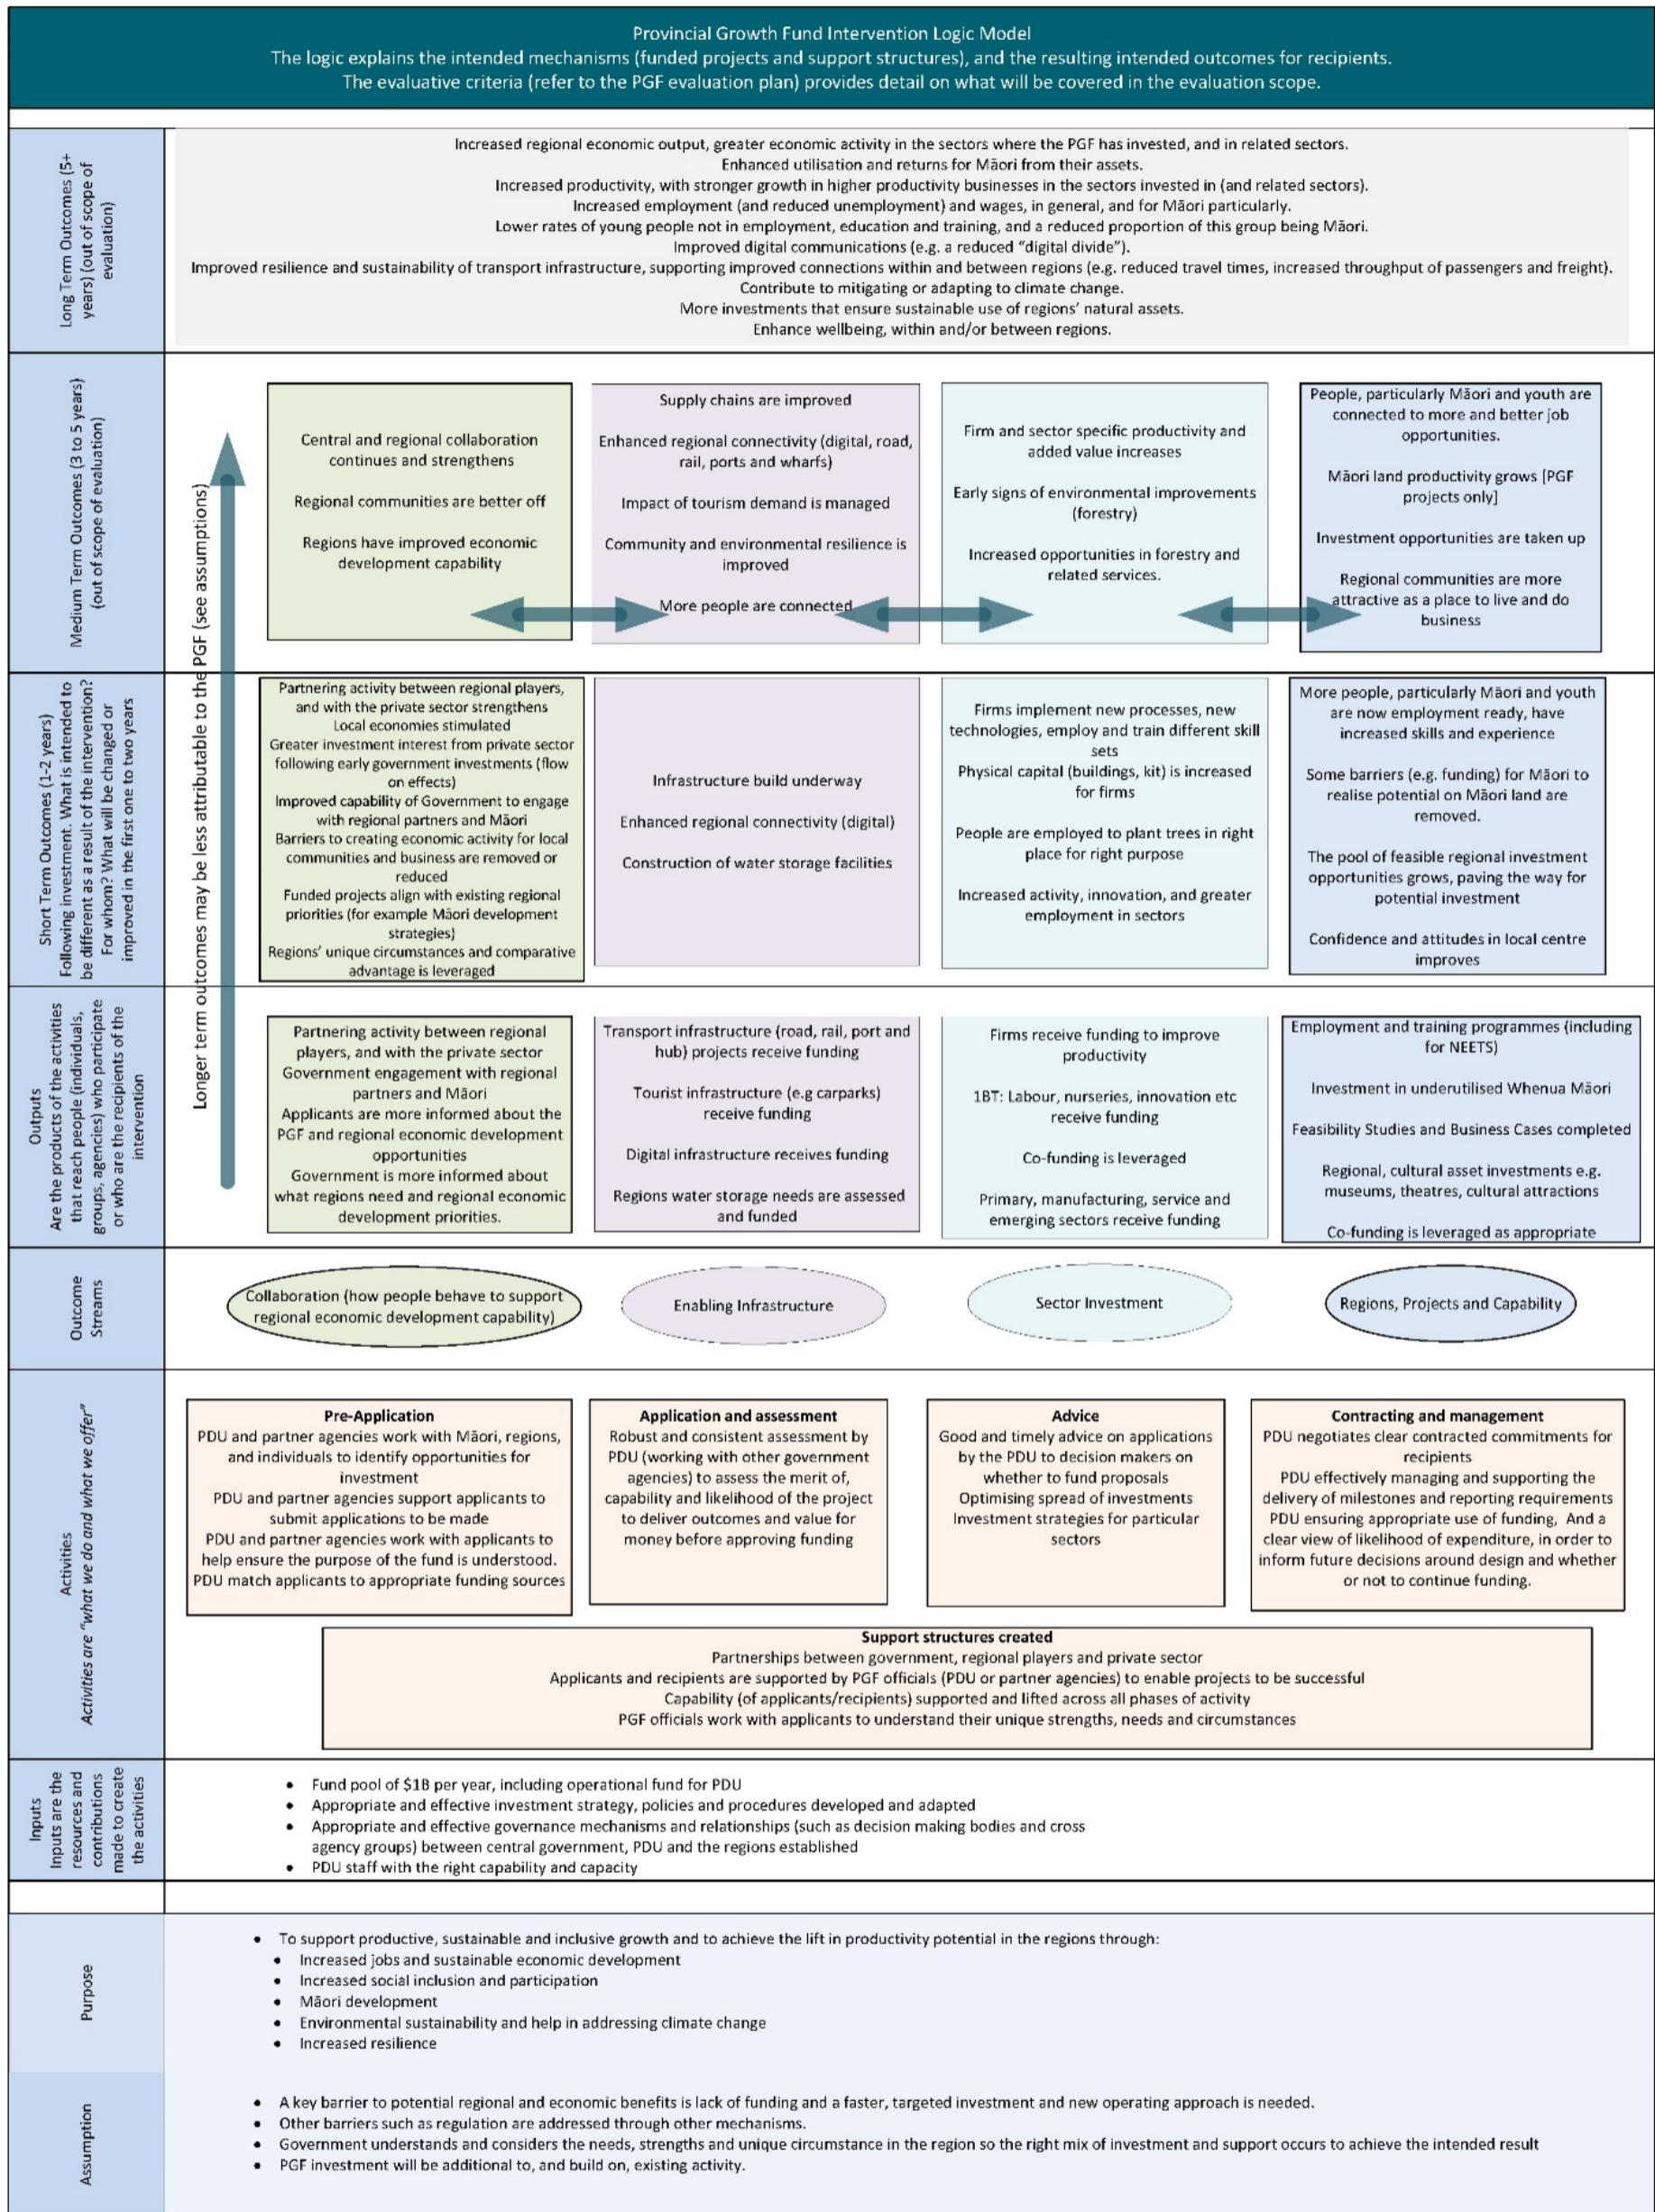 Provincial Growth Fund Intervention Logic Model
The logic explains the intended mechanisms (funded projects and support structures), and the resulting intended outcomes for recipients.
The evaluative criteria (refer to the PGF evaluation plan) provides detail on what will be covered in the evaluation scope.
Long Term Outcomes (5+
years) (out of scope of
evaluation)
Increased regional economic output, greater economic activity in the sectors where the PGF has invested, and in related sectors.
Enhanced utilisation and returns for Māori from their assets.
Increased productivity, with stronger growth in higher productivity businesses in the sectors invested in (and related sectors).
Increased employment (and reduced unemployment) and wages, in general, and for Māori particularly.
Lower rates of young people not in employment, education and training, and a reduced proportion of this group being Māori.
Improved digital communications (e.g. a reduced "digital divide").
Improved resilience and sustainability of transport infrastructure, supporting improved connections within and between regions (e.g. reduced travel times, increased throughput of passengers and freight).
Contribute to mitigating or adapting to climate change.
More investments that ensure sustainable use of regions' natural assets.
Enhance wellbeing, within and/or between regions.
Medium Term Outcomes (3 to 5 years)
(out of scope of evaluation)
Longer term outcomes may be less attributable to the PGF (see assumptions)
Central and regional collaboration
continues and strengthens
Regional communities are better off
Regions have improved economic
development capability
Supply chains are improved
Enhanced regional connectivity (digital, road,
rail, ports and wharfs)
Impact of tourism demand is managed
Community and environmental resilience is
improved
More people are connected
Firm and sector specific productivity and
added value increases
Early signs of environmental improvements
(forestry)
Increased opportunities in forestry and
related services.
People, particularly Māori and youth are
connected to more and better job
opportunities.
Māori land productivity grows [PGF
projects only]
Investment opportunities are taken up
Regional communities are more
attractive as a place to live and do
business
Short Term Outcomes (1-2 years)
Following investment. What is intended to
be different as a result of the intervention?
For whom? What will be changed or
improved in the first one to two years
Partnering activity between regional players,
and with the private sector strengthens
Local economies stimulated
Greater investment interest from private sector
following early government investments (flow
on effects)
Improved capability of Government to engage
with regional partners and Māori
Barriers to creating economic activity for local
communities and business are removed or
reduced
Funded projects align with existing regional
priorities (for example Māori development
strategies)
Regions' unique circumstances and comparative
advantage is leveraged
Infrastructure build underway
Enhanced regional connectivity (digital)
Construction of water storage facilities
Firms implement new processes, new
technologies, employ and train different skill
sets
Physical capital (buildings, kit) is increased
for firms
People are employed to plant trees in right
place for right purpose
Increased activity, innovation, and greater
employment in sectors
More people, particularly Māori and youth
are now employment ready, have
increased skills and experience
Some barriers (e.g. funding) for Māori to
realise potential on Māori land are
removed.
The pool of feasible regional investment
opportunities grows, paving the way for
potential investment
Confidence and attitudes in local centre
improves
Outputs
Are the products of the activities
that reach people (individuals,
groups, agencies) who participate
or who are the recipients of the
intervention
Partnering activity between regional
players, and with the private sector
Government engagement with regional
partners and Māori
Applicants are more informed about the
PGF and regional economic development
opportunities
Government is more informed about
what regions need and regional economic
development priorities.
Transport infrastructure (road, rail, port and
hub) projects receive funding
Tourist infrastructure (e.g carparks)
receive funding
Digital infrastructure receives funding
Regions water storage needs are assessed
and funded
Firms receive funding to improve
productivity
1BT: Labour, nurseries, innovation etc
receive funding
Co-funding is leveraged
Primary, manufacturing, service and
emerging sectors receive funding
Employment and training programmes (including
for NEETS)
Investment in underutilised Whenua Māori
Feasibility Studies and Business Cases completed
Regional, cultural asset investments e.g.
museums, theatres, cultural attractions
Co-funding is leveraged as appropriate
Outcome
Streams
Collaboration (how people behave to support
regional economic development capability)
Enabling Infrastructure
Sector Investment
Regions, Projects and Capability
Activities
Activities are "what we do and what we offer"
Pre-Application
PDU and partner agencies work with Māori, regions,
and individuals to identify opportunities for
investment
PDU and partner agencies support applicants to
submit applications to be made
PDU and partner agencies work with applicants to
help ensure the purpose of the fund is understood.
PDU match applicants to appropriate funding sources
Application and assessment
Robust and consistent assessment by
PDU (working with other government
agencies) to assess the merit of,
capability and likelihood of the project
to deliver outcomes and value for
money before approving funding
Advice
Good and timely advice on applications
by the PDU to decision makers on
whether to fund proposals
Optimising spread of investments
Investment strategies for particular
sectors
Contracting and management
PDU negotiates clear contracted commitments for
recipients
PDU effectively managing and supporting the
delivery of milestones and reporting requirements
PDU ensuring appropriate use of funding, And a
clear view of likelihood of expenditure, in order to
inform future decisions around design and whether
or not to continue funding.
Support structures created
Partnerships between government, regional players and private sector
Applicants and recipients are supported by PGF officials (PDU or partner agencies) to enable projects to be successful
Capability (of applicants/recipients) supported and lifted across all phases of activity
PGF officials work with applicants to understand their unique strengths, needs and circumstances
Inputs
Inputs are the
resources and
contributions
made to create
the activities
• Fund pool of $1B per year, including operational fund for PDU
• Appropriate and effective investment strategy, policies and procedures developed and adapted
• Appropriate and effective governance mechanisms and relationships (such as decision making bodies and cross
agency groups) between central government, PDU and the regions established
• PDU staff with the right capability and capacity
Purpose
• To support productive, sustainable and inclusive growth and to achieve the lift in productivity potential in the regions through:
• Increased jobs and sustainable economic development
• Increased social inclusion and participation
• Māori development
• Environmental sustainability and help in addressing climate change
• Increased resilience
Assumption
• A key barrier to potential regional and economic benefits is lack of funding and a faster, targeted investment and new operating approach is needed.
• Other barriers such as regulation are addressed through other mechanisms.
• Government understands and considers the needs, strengths and unique circumstance in the region so the right mix of investment and support occurs to achieve the intended result
• PGF investment will be additional to, and build on, existing activity.